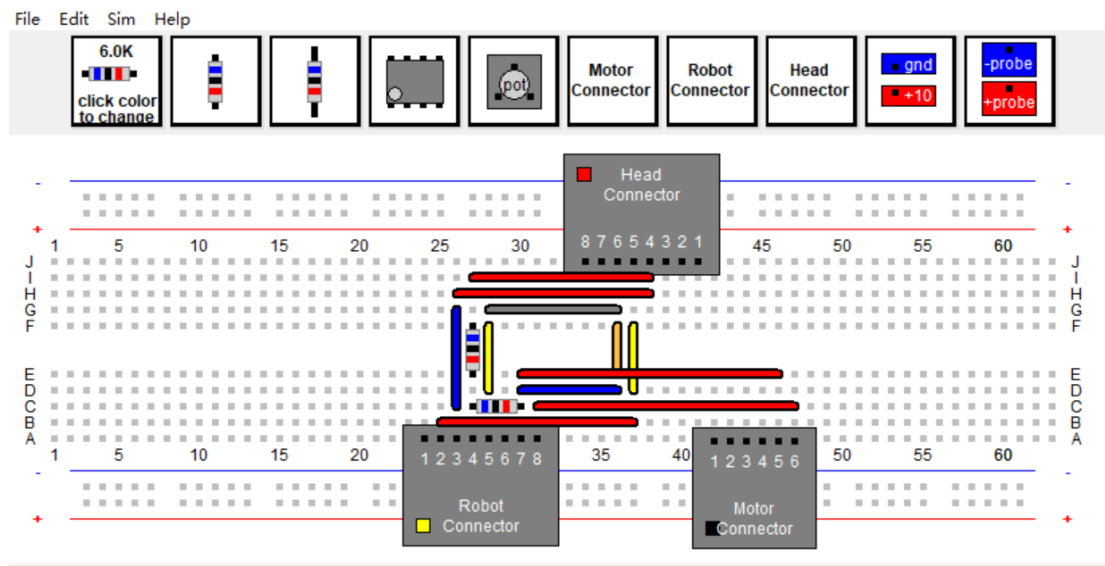 File Edit Sim Help
6.0K
click color
to change
pot
Motor
Connector
Robot
Connector
Head
Connector
gnd
+10
-probe
+probe
Head
Connector
- -
+ +
8 7 6 5 4 3 2 1
1 5 10 15 20 25 30 45 50 55 60
J J
I I
H H
G G
F F
E E
D D
C C
B B
A A
1 5 10 15 20 35 40 50 55 60
1 2 3 4 5 6 7 8
1 2 3 4 5 6
- -
Robot
Connector
Motor
Connector
+ +